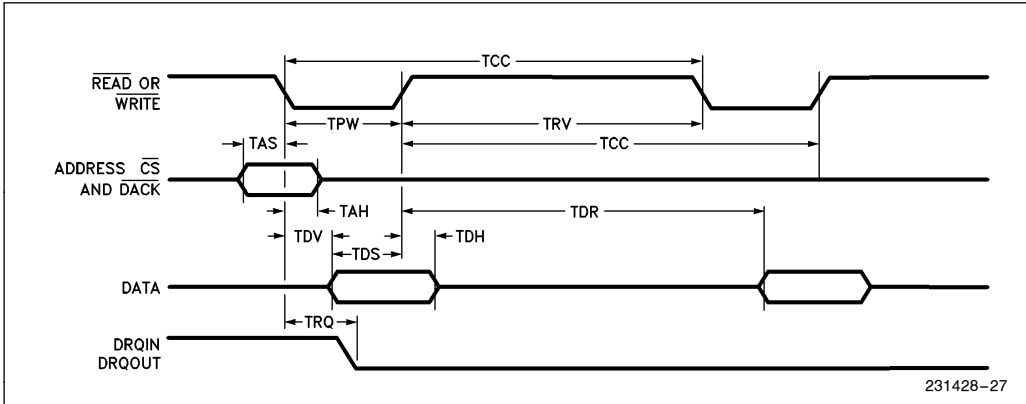 TCC
READ OR
WRITE
TPW
TRV
TAS
TCC
ADDRESS CS
AND DACK
TAH
TDR
TDV
TDH
TDS
DATA
TRQ
DRQIN
DRQOUT
231428–27